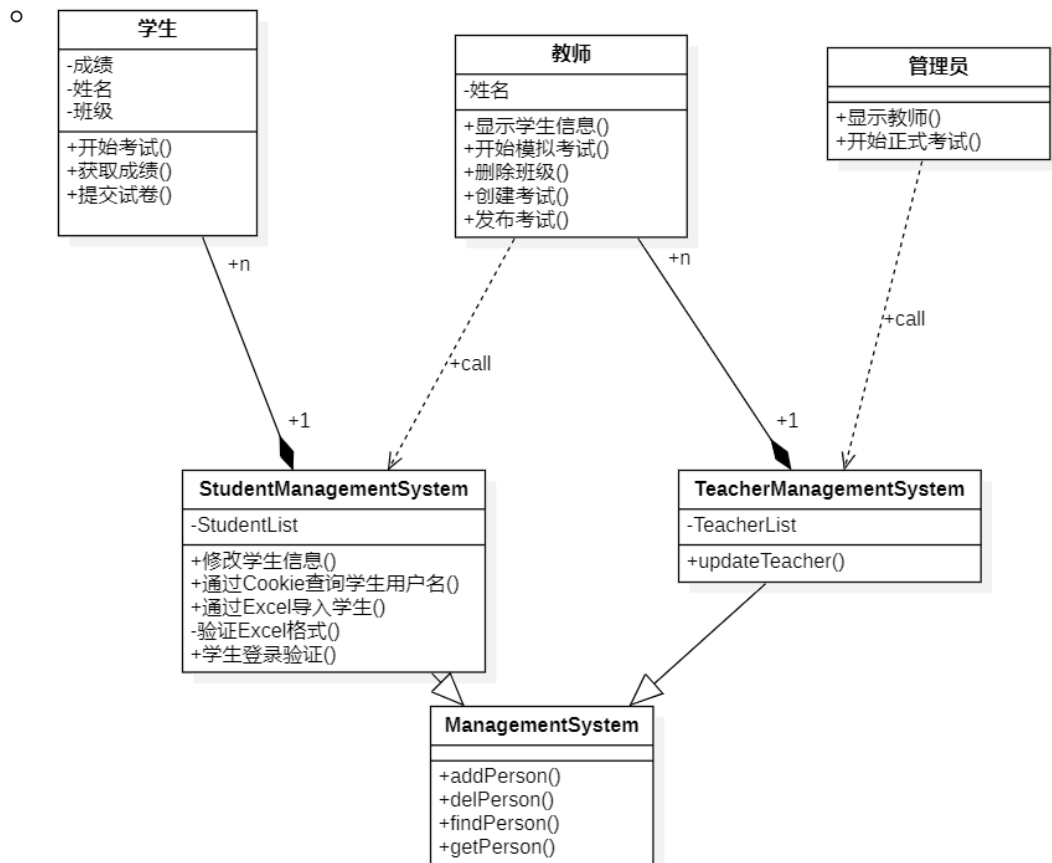 学生
-成绩
-姓名
-班级
+开始考试()
+获取成绩()
+提交试卷()
教师
-姓名
+显示学生信息()
+开始模拟考试()
+删除班级()
+创建考试()
+发布考试()
管理员
+显示教师()
+开始正式考试()
+n
+n
+call
+call
+1
+1
StudentManagementSystem
-StudentList
+修改学生信息()
+通过Cookie查询学生用户名()
+通过Excel导入学生()
-验证Excel格式()
+学生登录验证()
TeacherManagementSystem
-TeacherList
+updateTeacher()
ManagementSystem
+addPerson()
+delPerson()
+findPerson()
+getPerson()